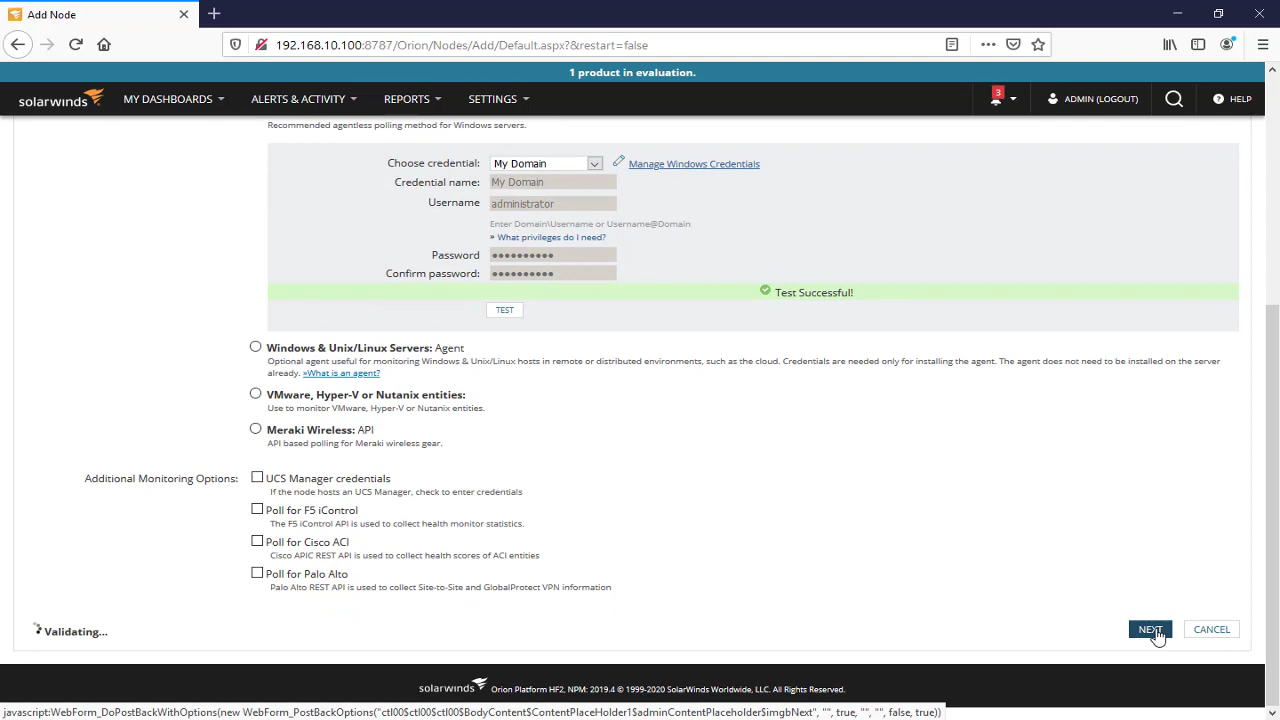 Add Node
192.168.10.100:8787/Orion/Nodes/Add/Default.aspx?&restart=false
1 product in evaluation.
solarwinds MY DASHBOARDS ALERTS & ACTIVITY REPORTS SETTINGS 3 ADMIN (LOGOUT) HELP
Recommended agentless polling method for Windows servers.
Choose credential: My Domain Manage Windows Credentials
Credential name: My Domain
Username administrator
Enter Domain\Username or Username@Domain
» What privileges do I need?
Password ●●●●●●●●●●
Confirm password: ●●●●●●●●●●
Test Successful!
TEST
Windows & Unix/Linux Servers: Agent
Optional agent useful for monitoring Windows & Unix/Linux hosts in remote or distributed environments, such as the cloud. Credentials are needed only for installing the agent. The agent does not need to be installed on the server
already. »What is an agent?
VMware, Hyper-V or Nutanix entities:
Use to monitor VMware, Hyper-V or Nutanix entities.
Meraki Wireless: API
API based polling for Meraki wireless gear.
Additional Monitoring Options: UCS Manager credentials
If the node hosts an UCS Manager, check to enter credentials
Poll for F5 iControl
The F5 iControl API is used to collect health monitor statistics.
Poll for Cisco ACI
Cisco APIC REST API is used to collect health scores of ACI entities
Poll for Palo Alto
Palo Alto REST API is used to collect Site-to-Site and GlobalProtect VPN information
Validating... NEXT CANCEL
solarwinds Orion Platform HF2, NPM: 2019.4 © 1999-2020 SolarWinds Worldwide, LLC. All Rights Reserved.
javascript:WebForm_DoPostBackWithOptions(new WebForm_PostBackOptions("ctl00$ctl00$ctl00$BodyContent$ContentPlaceHolder1$adminContentPlaceholder$imgbNext", "", true, "", "", false, true))